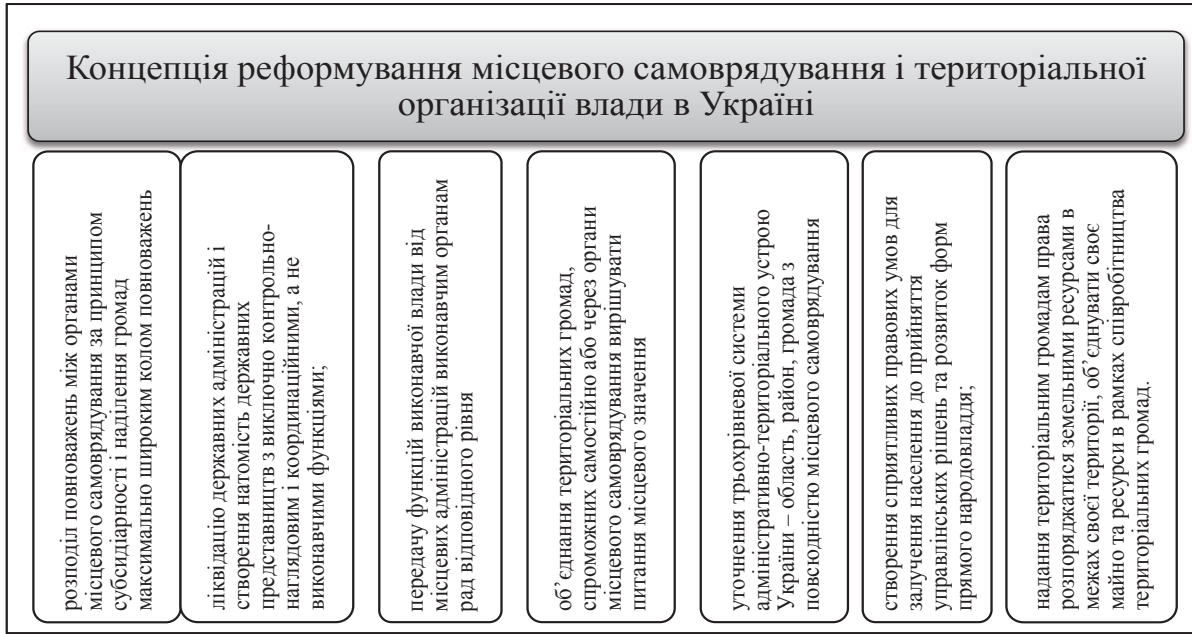 Концепція реформування місцевого самоврядування і територіальної
організації влади в Україні
розподіл повноважень між органами
місцевого самоврядування за принципом
субсидіарності і наділення громад
максимально широким колом повноважень
ліквідацію державних адміністрацій і
створення натомість державних
представництв з виключно контрольно-
наглядовим і координаційними, а не
виконавчими функціями;
передачу функцій виконавчої влади від
місцевих адміністрацій виконавчим органам
рад відповідного рівня
об’єднання територіальних громад,
спроможних самостійно або через органи
місцевого самоврядування вирішувати
питання місцевого значення
уточнення трьохрівневої системи
адміністративно-територіального устрою
України – область, район, громада з
повсюдністю місцевого самоврядування
створення сприятливих правових умов для
залучення населення до прийняття
управлінських рішень та розвиток форм
прямого народовладдя;
надання територіальним громадам права
розпоряджатися земельними ресурсами в
межах своєї території, об’єднувати своє
майно та ресурси в рамках співробітництва
територіальних громад.